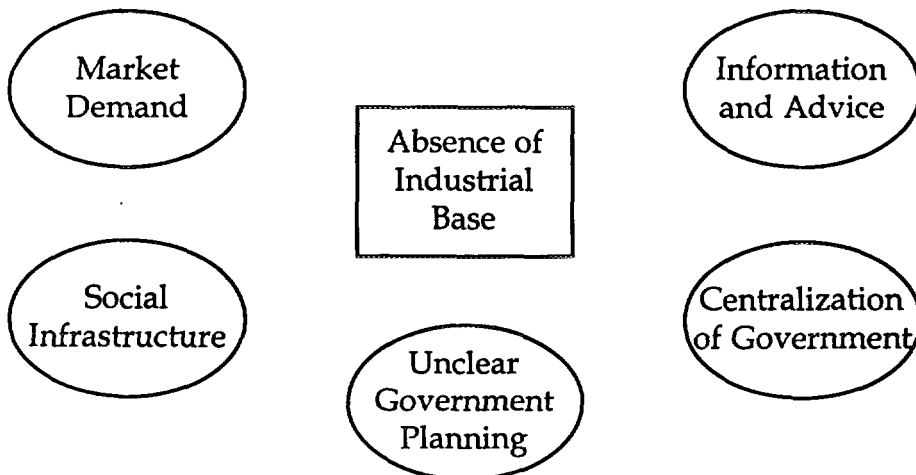 Market
Demand
Information
and Advice
Absence of
Industrial
Base
Social
Infrastructure
Centralization
of Government
Unclear
Government
Planning